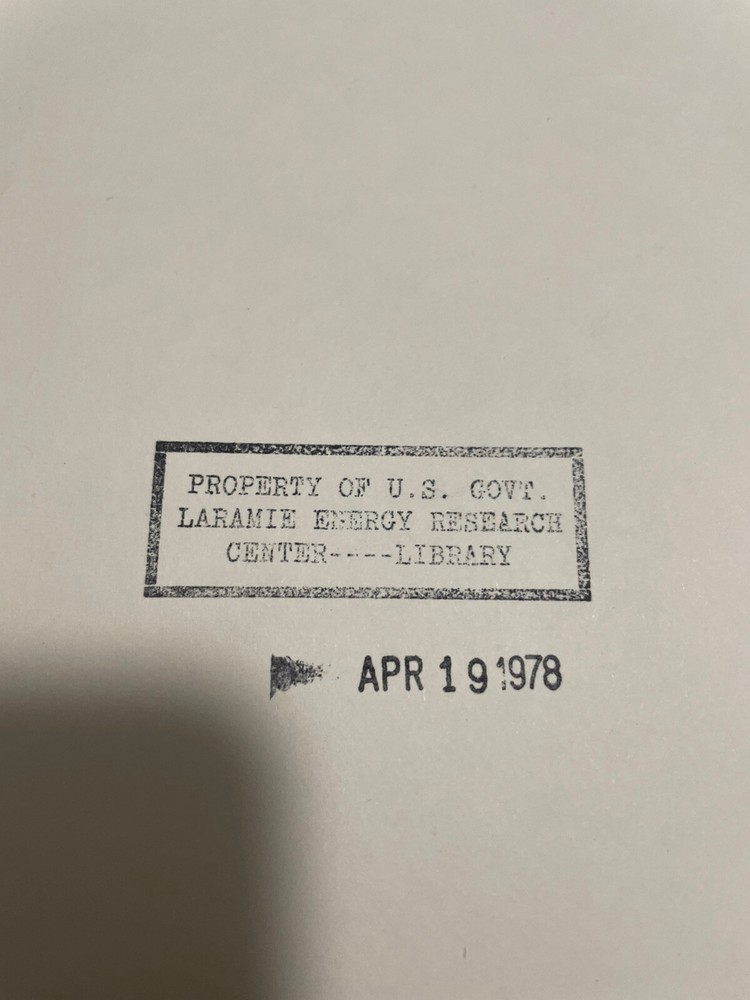 PROPERTY OF U.S. GOVT.
LARAMIE ENERGY RESEARCH
CENTER----LIBRARY
APR 19 1978